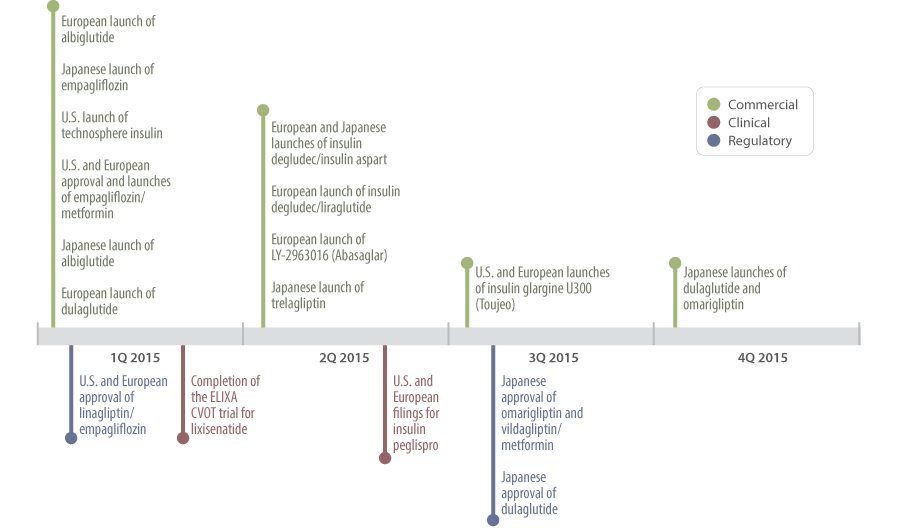 European launch of
albiglutide
Japanese launch of
empagliflozin
U.S. launch of
technosphere insulin
U.S. and European
approval and launches
of empagliflozin/
metformin
Japanese launch of
albiglutide
European launch of
dulaglutide
European and Japanese
launches of insulin
degludec/insulin aspart
European launch of insulin
degludec/liraglutide
European launch of
LY-2963016 (Abasaglar)
Japanese launch of
trelagliptin
U.S. and European launches
of insulin glargine U300
(Toujeo)
Japanese launches of
dulaglutide and
omarigliptin
Commercial
Clinical
Regulatory
1Q 2015
2Q 2015
3Q 2015
4Q 2015
U.S. and European
approval of
linagliptin/
empagliflozin
Completion of
the ELIXA
CVOT trial for
lixisenatide
U.S. and
European
filings for
insulin
peglispro
Japanese
approval of
omarigliptin and
vildagliptin/
metformin
Japanese
approval of
dulaglutide